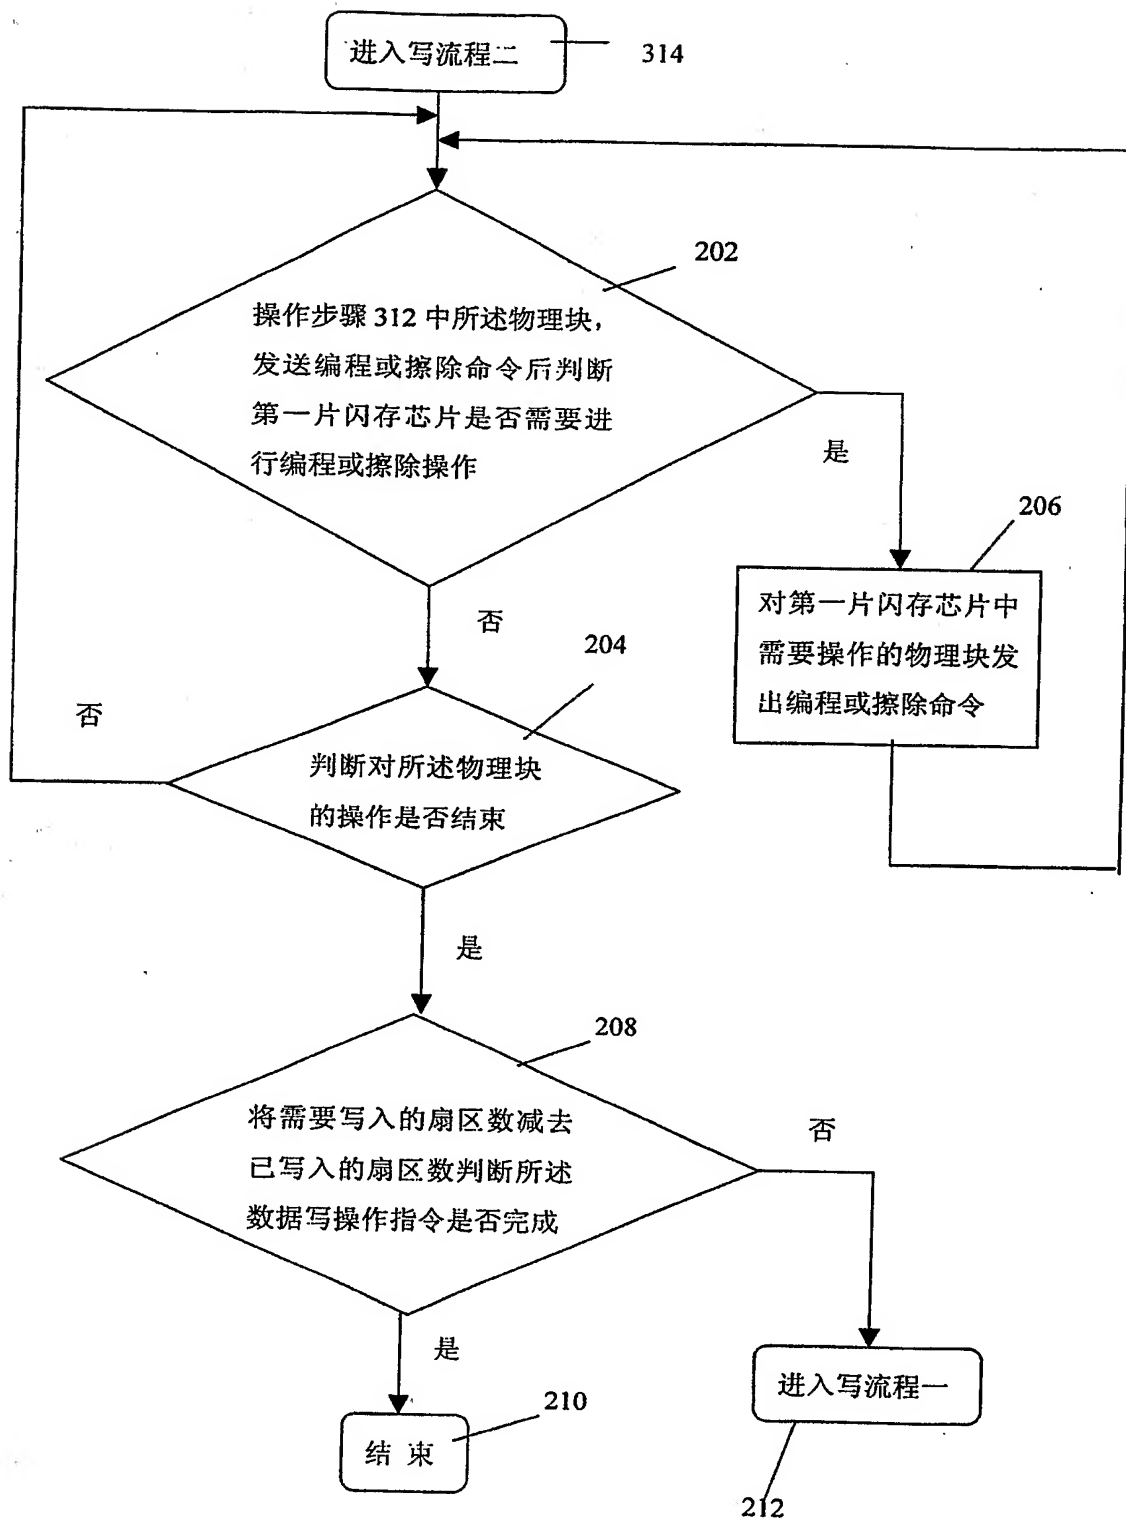 进入写流程二
314
202
操作步骤 312 中所述物理块，
发送编程或擦除命令后判断
第一片闪存芯片是否需要进
行编程或擦除操作
是
206
对第一片闪存芯片中
需要操作的物理块发
出编程或擦除命令
否
204
否
判断对所述物理块
的操作是否结束
是
208
将需要写入的扇区数减去
已写入的扇区数判断所述
数据写操作指令是否完成
否
是
210
结 束
进入写流程一
212